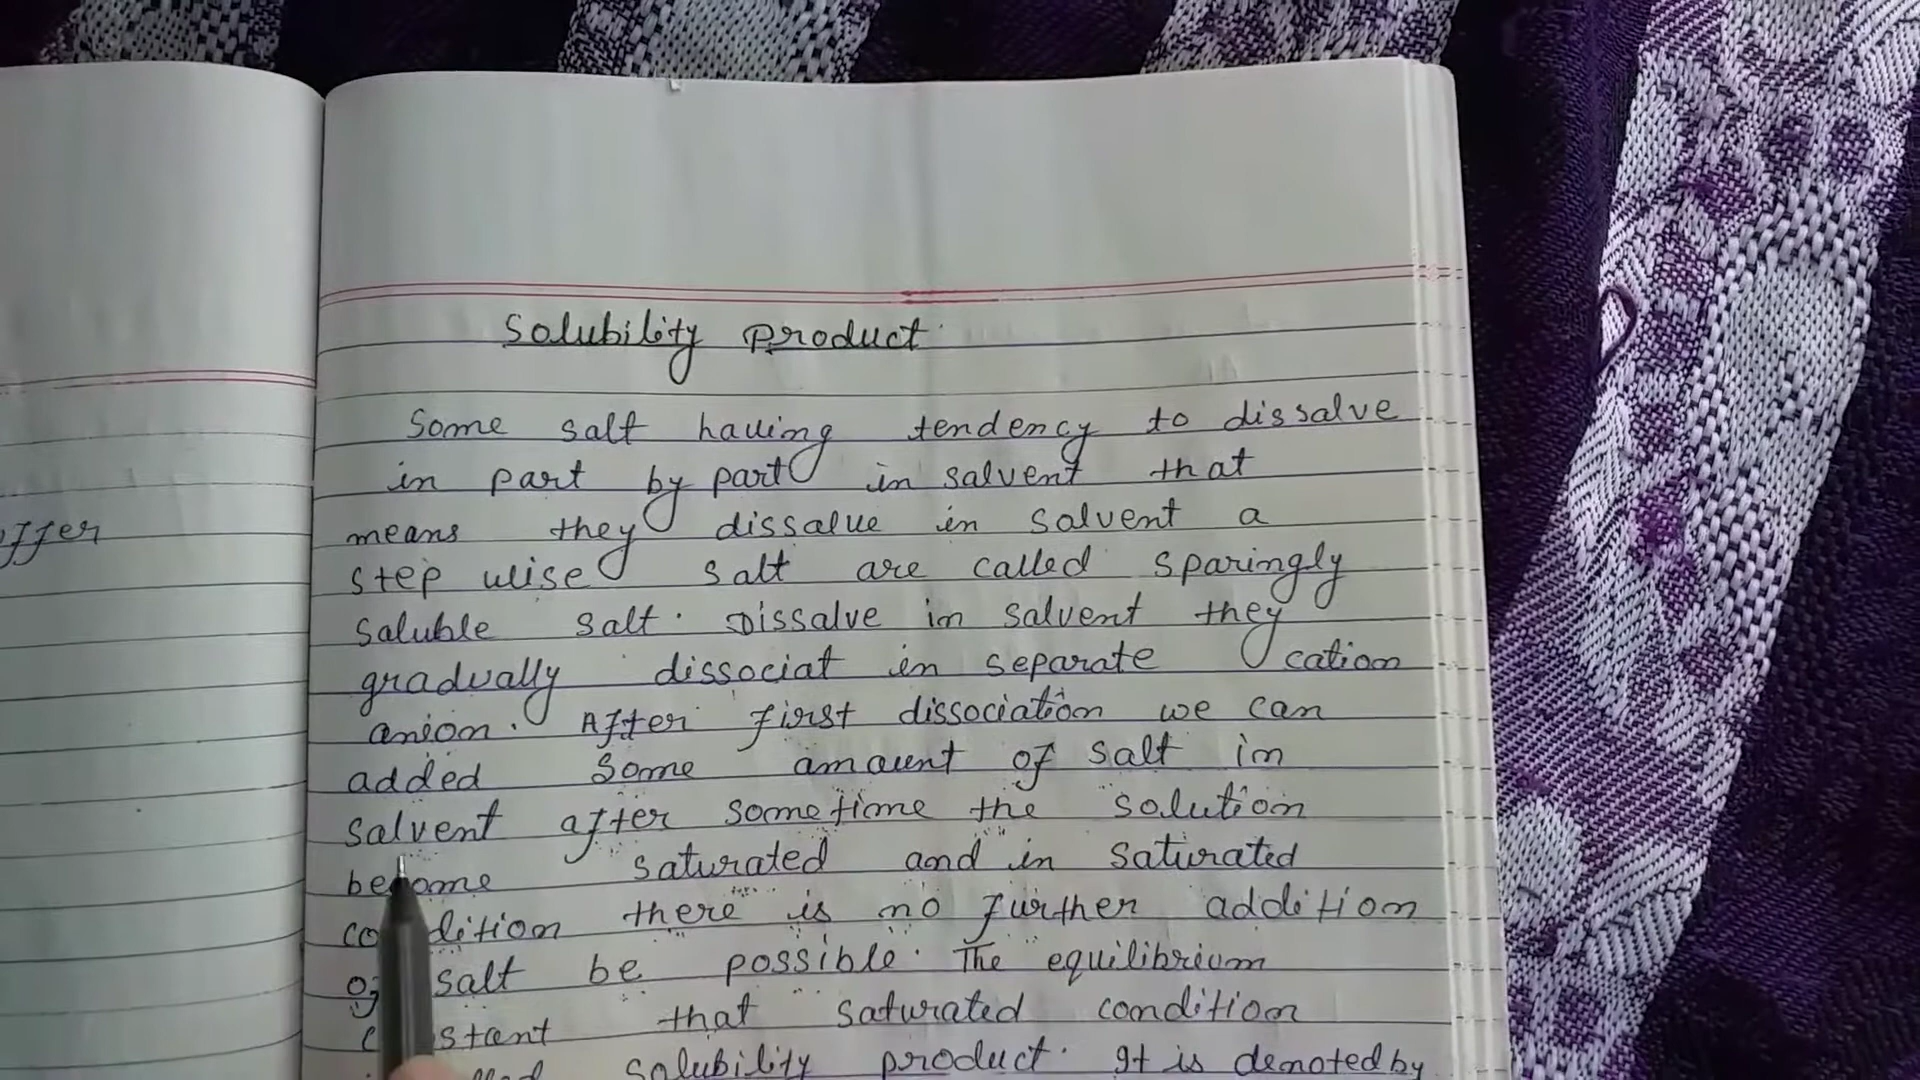 Solubility product.
Some salt having tendency to dissalve
in part by part in salvent that
means they dissalve in salvent a
step wise salt are called sparingly
saluble salt. Dissalve in salvent they
gradually dissociat in separate cation
anion. After first dissociation we can
added some amount of salt in
salvent after sometime the solution
become saturated and in saturated
condition there is no further addition
of salt be possible. The equilibrium
that saturated condition
solubility product. It is denoted by